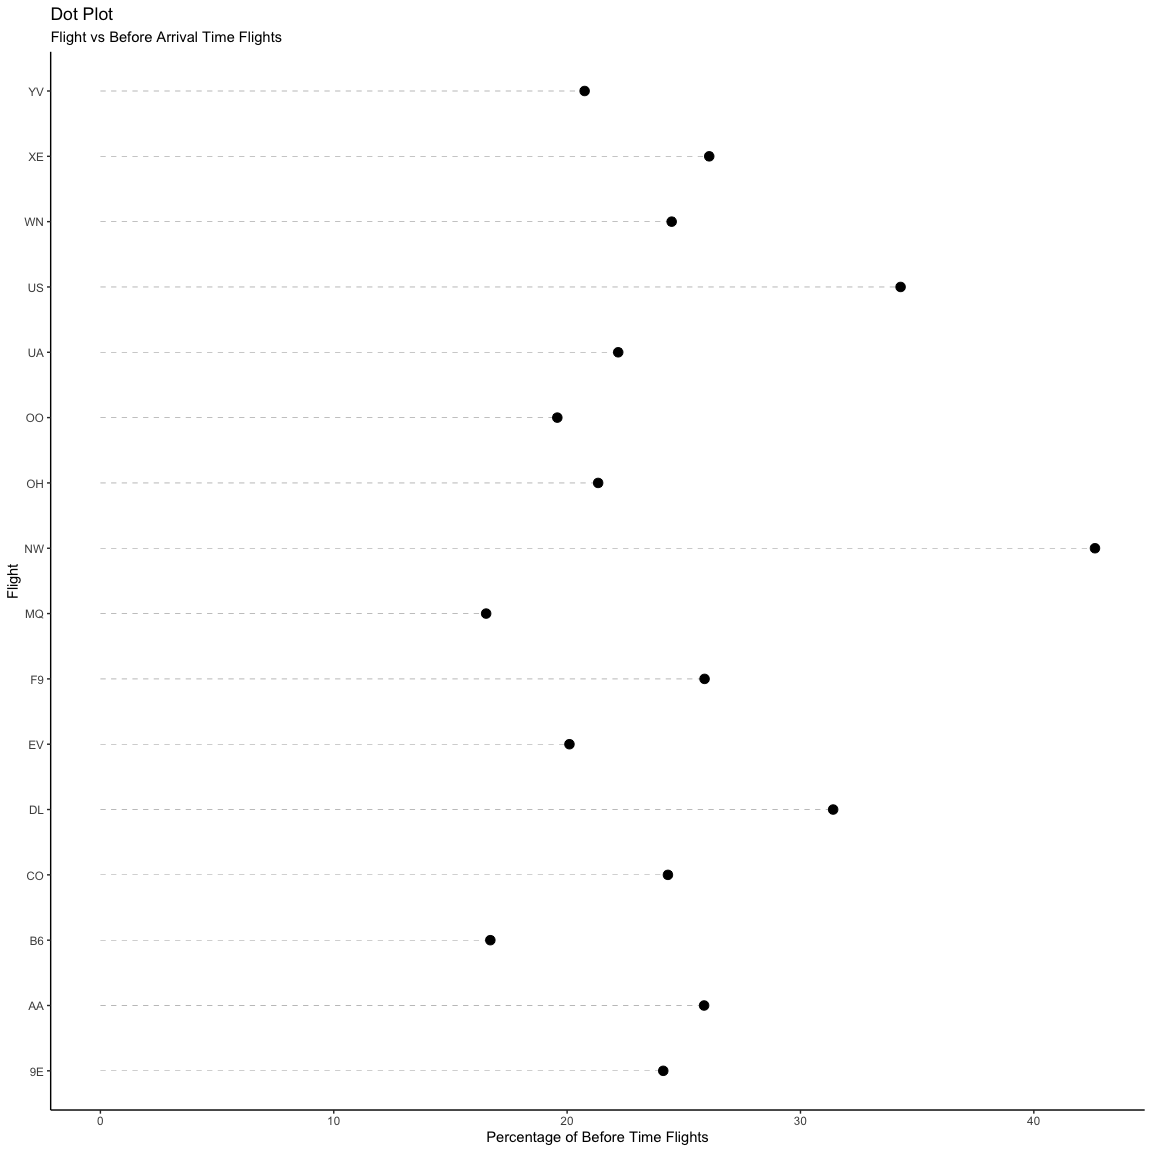 Dot Plot
Flight vs Before Arrival Time Flights
YV
XE
WN
US
UA
OO
OH
NW
Flight
MQ
F9
EV
DL
CO
B6
AA
9E
0 10 20 30 40
Percentage of Before Time Flights